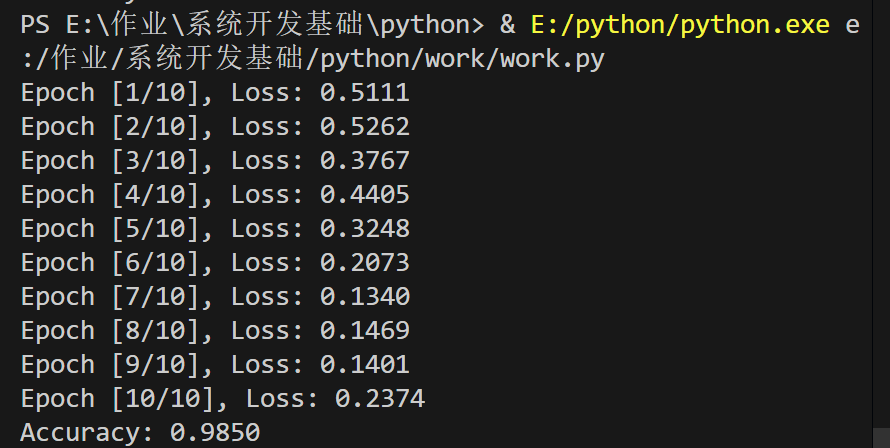 PS E:\作业\系统开发基础\python> & E:/python/python.exe e
:/作业/系统开发基础/python/work/work.py
Epoch [1/10], Loss: 0.5111
Epoch [2/10], Loss: 0.5262
Epoch [3/10], Loss: 0.3767
Epoch [4/10], Loss: 0.4405
Epoch [5/10], Loss: 0.3248
Epoch [6/10], Loss: 0.2073
Epoch [7/10], Loss: 0.1340
Epoch [8/10], Loss: 0.1469
Epoch [9/10], Loss: 0.1401
Epoch [10/10], Loss: 0.2374
Accuracy: 0.9850